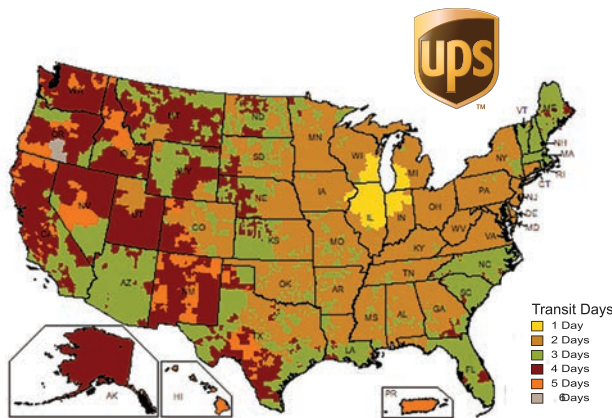 ups
TM
WA
MT
ND
MN
VT
ME
OR
ID
WY
SD
WI
MI
NY
NH
MA
RI
CT
NV
UT
CO
NE
IA
IL
IN
OH
PA
NJ
DE
MD
CA
KS
MO
KY
WV
VA
AZ
NM
OK
AR
TN
NC
SC
TX
LA
MS
AL
GA
FL
AK
HI
PR
Transit Days
1 Day
2 Days
3 Days
4 Days
5 Days
6 Days